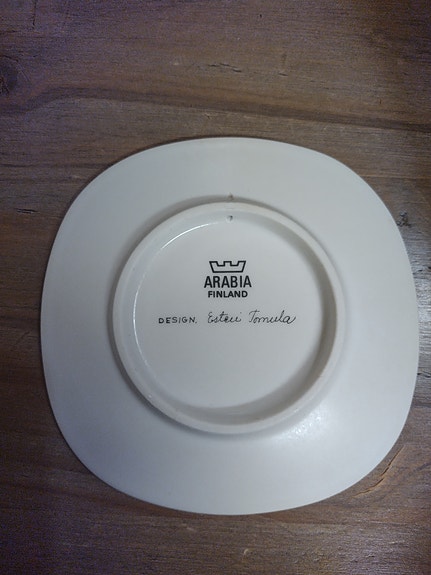 ARABIA
FINLAND
DESIGN. Esteri Tomula